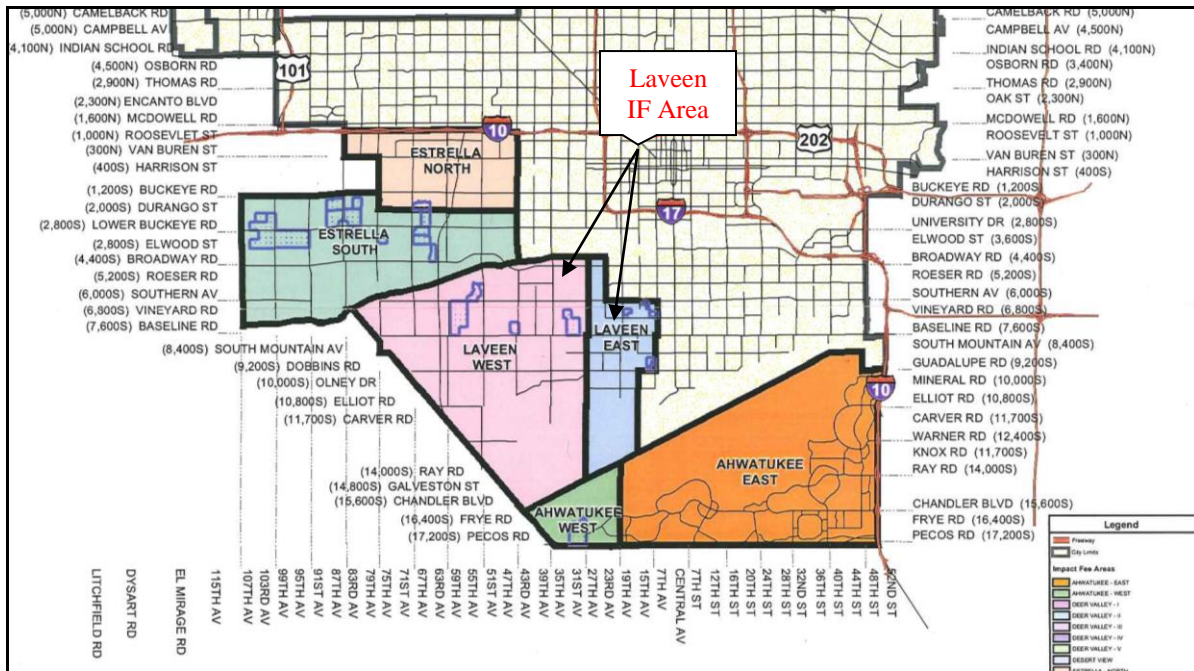 (5,000N) CAMELBACK RD
(5,000N) CAMPBELL AV
(4,100N) INDIAN SCHOOL RD
(4,500N) OSBORN RD
(2,900N) THOMAS RD
(2,300N) ENCANTO BLVD
(1,600N) MCDOWELL RD
(1,000N) ROOSEVLET ST
(300N) VAN BUREN ST
(400S) HARRISON ST
(1,200S) BUCKEYE RD
(2,000S) DURANGO ST
(2,800S) LOWER BUCKEYE RD
(2,800S) ELWOOD ST
(4,400S) BROADWAY RD
(5,200S) ROESER RD
(6,000S) SOUTHERN AV
(6,800S) VINEYARD RD
(7,600S) BASELINE RD
(8,400S) SOUTH MOUNTAIN AV
(9,200S) DOBBINS RD
(10,000S) OLNEY DR
(10,800S) ELLIOT RD
(11,700S) CARVER RD
(14,000S) RAY RD
(14,800S) GALVESTON ST
(15,600S) CHANDLER BLVD
(16,400S) FRYE RD
(17,200S) PECOS RD
101
10
17
202
10
Laveen
IF Area
ESTRELLA
NORTH
ESTRELLA
SOUTH
LAVEEN
WEST
LAVEEN
EAST
AHWATUKEE
WEST
AHWATUKEE
EAST
CAMELBACK RD (5,000N)
CAMPBELL AV (4,500N)
INDIAN SCHOOL RD (4,100N)
OSBORN RD (3,400N)
THOMAS RD (2,900N)
OAK ST (2,300N)
MCDOWELL RD (1,600N)
ROOSEVELT ST (1,000N)
VAN BUREN ST (300N)
HARRISON ST (400S)
BUCKEYE RD (1,200S)
DURANGO ST (2,000S)
UNIVERSITY DR (2,800S)
ELWOOD ST (3,600S)
BROADWAY RD (4,400S)
ROESER RD (5,200S)
SOUTHERN AV (6,000S)
VINEYARD RD (6,800S)
BASELINE RD (7,600S)
SOUTH MOUNTAIN AV (8,400S)
GUADALUPE RD (9,200S)
MINERAL RD (10,000S)
ELLIOT RD (10,800S)
CARVER RD (11,700S)
WARNER RD (12,400S)
KNOX RD (11,700S)
RAY RD (14,000S)
CHANDLER BLVD (15,600S)
FRYE RD (16,400S)
PECOS RD (17,200S)
LITCHFIELD RD
DYSART RD
EL MIRAGE RD
115TH AV
107TH AV
103RD AV
99TH AV
95TH AV
91ST AV
87TH AV
83RD AV
79TH AV
75TH AV
71ST AV
67TH AV
63RD AV
59TH AV
55TH AV
51ST AV
47TH AV
43RD AV
39TH AV
35TH AV
31ST AV
27TH AV
23RD AV
19TH AV
15TH AV
7TH AV
CENTRAL AV
7TH ST
12TH ST
16TH ST
20TH ST
24TH ST
28TH ST
32ND ST
36TH ST
40TH ST
44TH ST
48TH ST
52ND ST
Legend
Freeway
City Limits
Impact Fee Areas
AHWATUKEE - EAST
AHWATUKEE - WEST
DEER VALLEY - I
DEER VALLEY - II
DEER VALLEY - III
DEER VALLEY - IV
DEER VALLEY - V
DESERT VIEW
ESTRELLA - NORTH